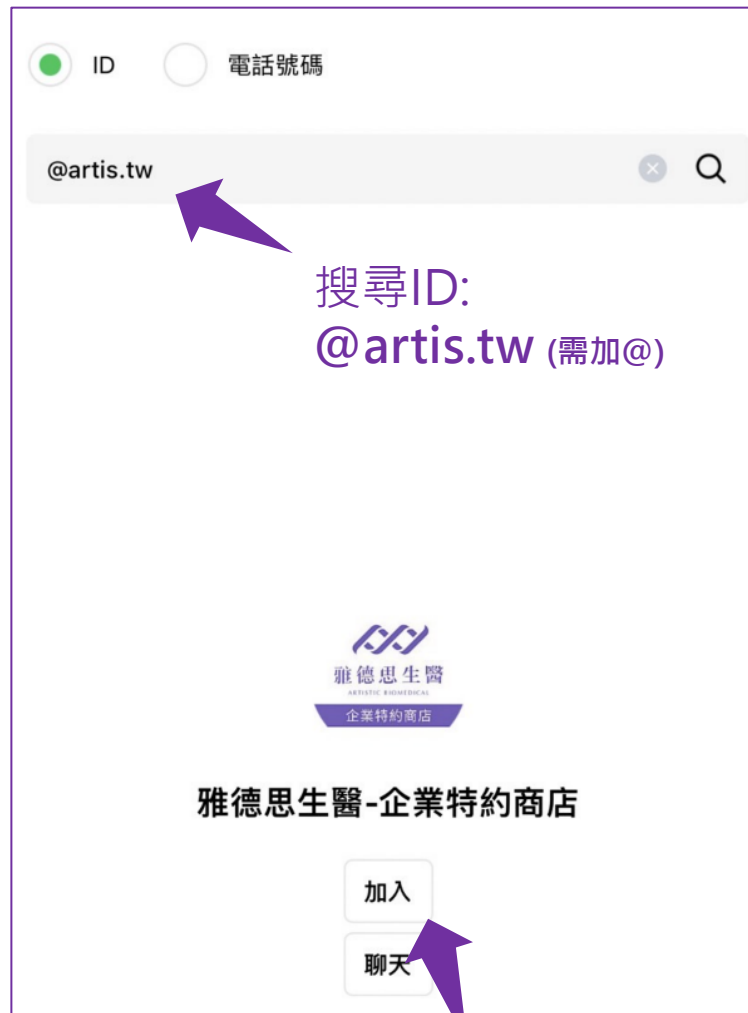 ID 電話號碼
@artis.tw
搜尋ID:
@artis.tw (需加@)
雅德思生醫
ARTISTIC BIOMEDICAL
企業特約商店
雅德思生醫-企業特約商店
加入
聊天